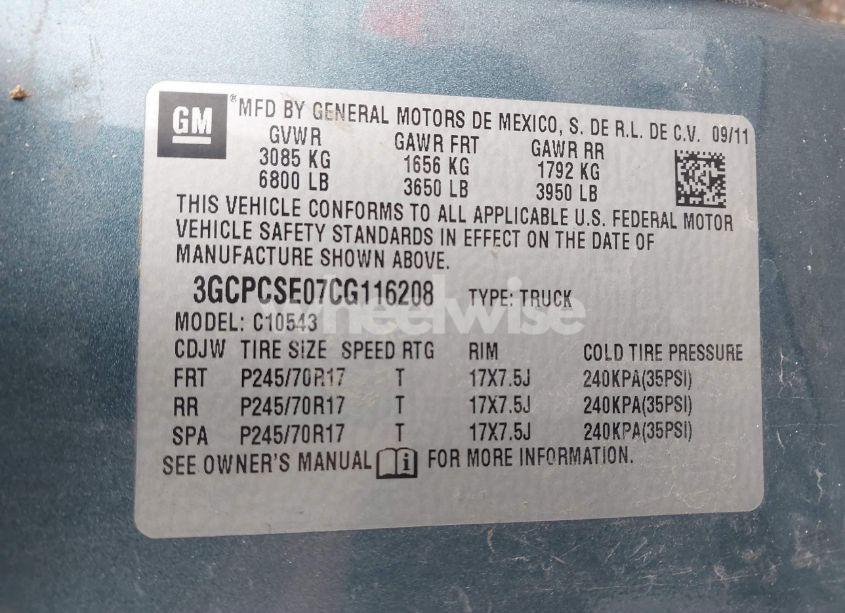 GM ® MFD BY GENERAL MOTORS DE MEXICO, S. DE R.L. DE C.V. 09/11
GVWR GAWR FRT GAWR RR
3085 KG 1656 KG 1792 KG
6800 LB 3650 LB 3950 LB
THIS VEHICLE CONFORMS TO ALL APPLICABLE U.S. FEDERAL MOTOR
VEHICLE SAFETY STANDARDS IN EFFECT ON THE DATE OF
MANUFACTURE SHOWN ABOVE.
3GCPCSE07CG116208 TYPE: TRUCK
wheelwise
MODEL: C10543
CDJW TIRE SIZE SPEED RTG RIM COLD TIRE PRESSURE
FRT P245/70R17 T 17X7.5J 240KPA(35PSI)
RR P245/70R17 T 17X7.5J 240KPA(35PSI)
SPA P245/70R17 T 17X7.5J 240KPA(35PSI)
SEE OWNER'S MANUAL i FOR MORE INFORMATION.